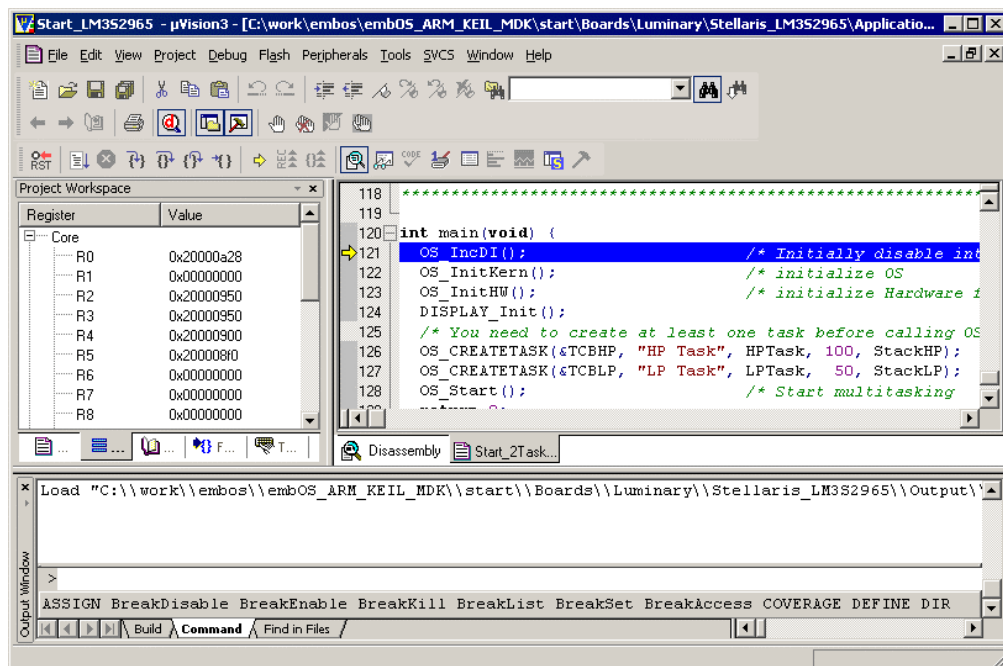 Start_LM3S2965 - µVision3 - [C:\work\embos\embOS_ARM_KEIL_MDK\start\Boards\Luminary\Stellaris_LM3S2965\Applicatio...
File Edit View Project Debug Flash Peripherals Tools SVCS Window Help
RST
CODE
Project Workspace
Register Value
Core
R0 0x20000a28
R1 0x00000000
R2 0x20000950
R3 0x20000950
R4 0x20000900
R5 0x200008f0
R6 0x00000000
R7 0x00000000
R8 0x00000000
... ... ... F... T...
118 **********************************************************************
119
120 int main(void) {
121 OS_IncDI(); /* Initially disable int
122 OS_InitKern(); /* initialize OS
123 OS_InitHW(); /* initialize Hardware f
124 DISPLAY_Init();
125 /* You need to create at least one task before calling OS
126 OS_CREATETASK(&TCBHP, "HP Task", HPTask, 100, StackHP);
127 OS_CREATETASK(&TCBLP, "LP Task", LPTask, 50, StackLP);
128 OS_Start(); /* Start multitasking
Disassembly Start_2Task...
Load "C:\\work\\embos\\embOS_ARM_KEIL_MDK\\start\\Boards\\Luminary\\Stellaris_LM3S2965\\Output\\
>
ASSIGN BreakDisable BreakEnable BreakKill BreakList BreakSet BreakAccess COVERAGE DEFINE DIR
Output Window
Build Command Find in Files